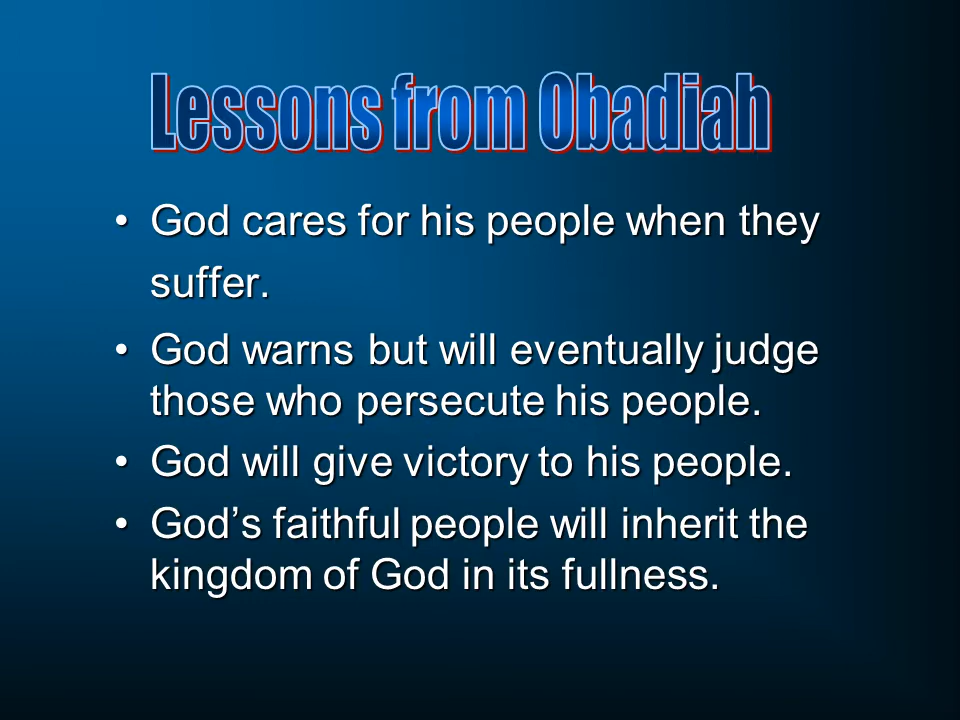 Lessons from Obadiah
• God cares for his people when they
suffer.
• God warns but will eventually judge
those who persecute his people.
• God will give victory to his people.
• God’s faithful people will inherit the
kingdom of God in its fullness.